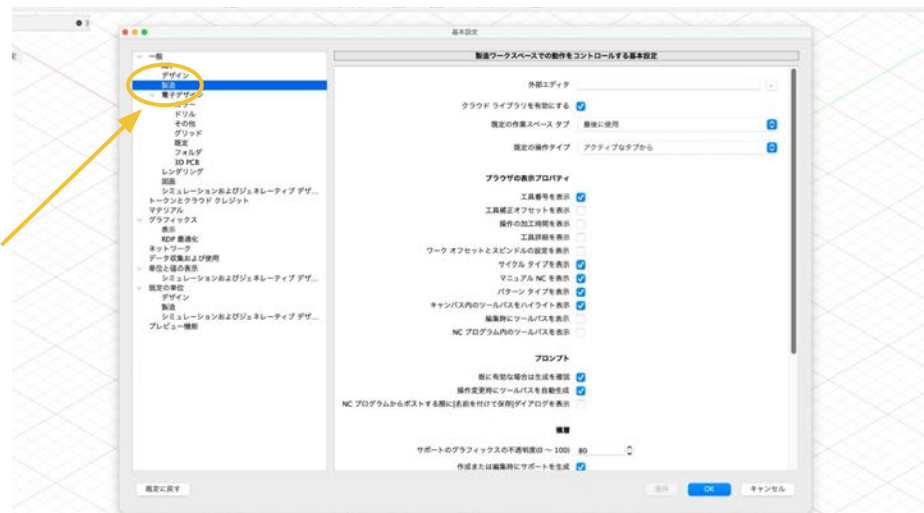 基本設定
一般
API
デザイン
製造
電子デザイン
カラー
ドリル
その他
グリッド
既定
フォルダ
3D PCB
レンダリング
図面
シミュレーションおよびジェネレーティブ デザ...
トークンとクラウド クレジット
マテリアル
グラフィックス
表示
RDP 最適化
ネットワーク
データ収集および使用
単位と値の表示
シミュレーションおよびジェネレーティブ デザ...
既定の単位
デザイン
製造
シミュレーションおよびジェネレーティブ デザ...
プレビュー機能
製造ワークスペースでの動作をコントロールする基本設定
外部エディタ
クラウド ライブラリを有効にする
既定の作業スペース タブ 最後に使用
既定の操作タイプ アクティブなタブから
ブラウザの表示プロパティ
工具番号を表示
工具補正オフセットを表示
操作の加工時間を表示
工具詳細を表示
ワーク オフセットとスピンドルの設定を表示
サイクル タイプを表示
マニュアル NC を表示
パターン タイプを表示
キャンバス内のツールパスをハイライト表示
編集時にツールパスを表示
NC プログラム内のツールパスを表示
プロンプト
既に有効な場合は生成を確認
操作変更時にツールパスを自動生成
NC プログラムからポストする際に[名前を付けて保存]ダイアログを表示
積層
サポートのグラフィックスの不透明度(0 ～ 100) 80
作成または編集時にサポートを生成
既定に戻す
適用
OK
キャンセル